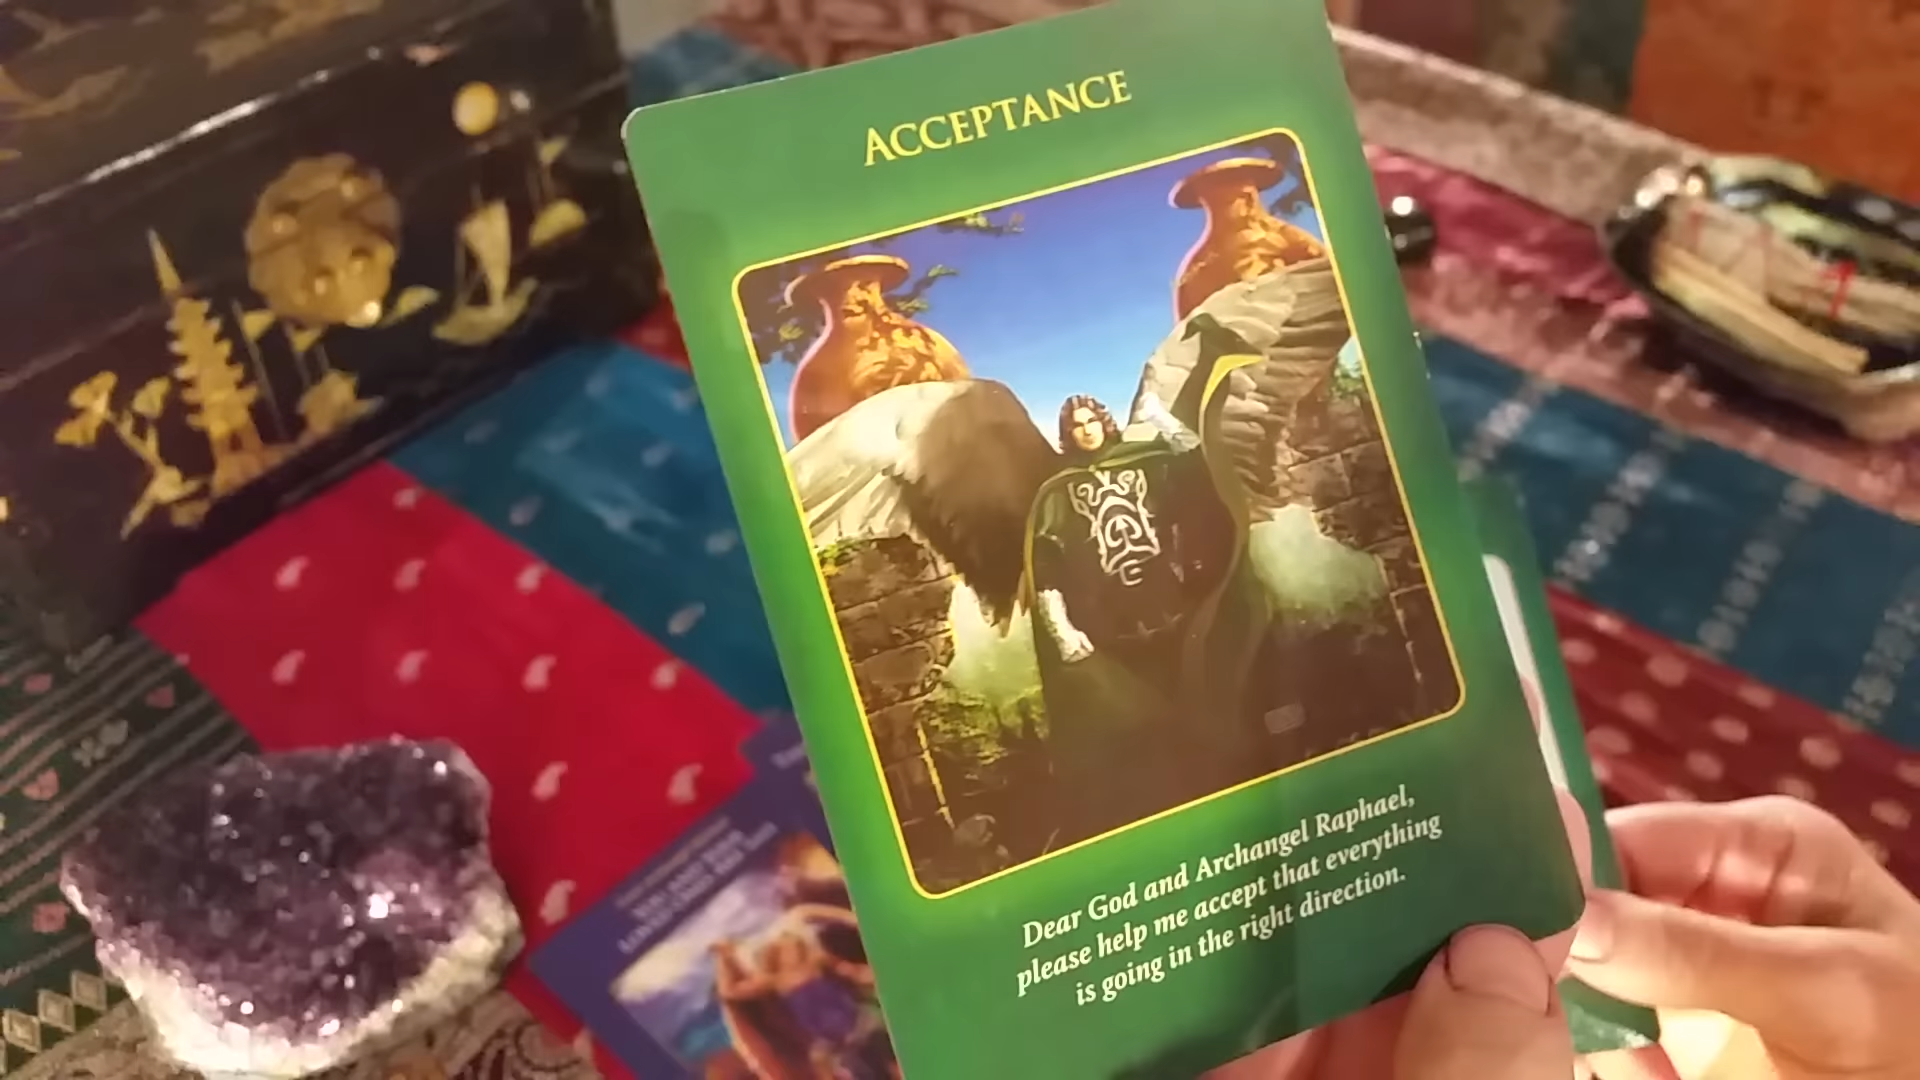 ACCEPTANCE
Dear God and Archangel Raphael,
please help me accept that everything
is going in the right direction.